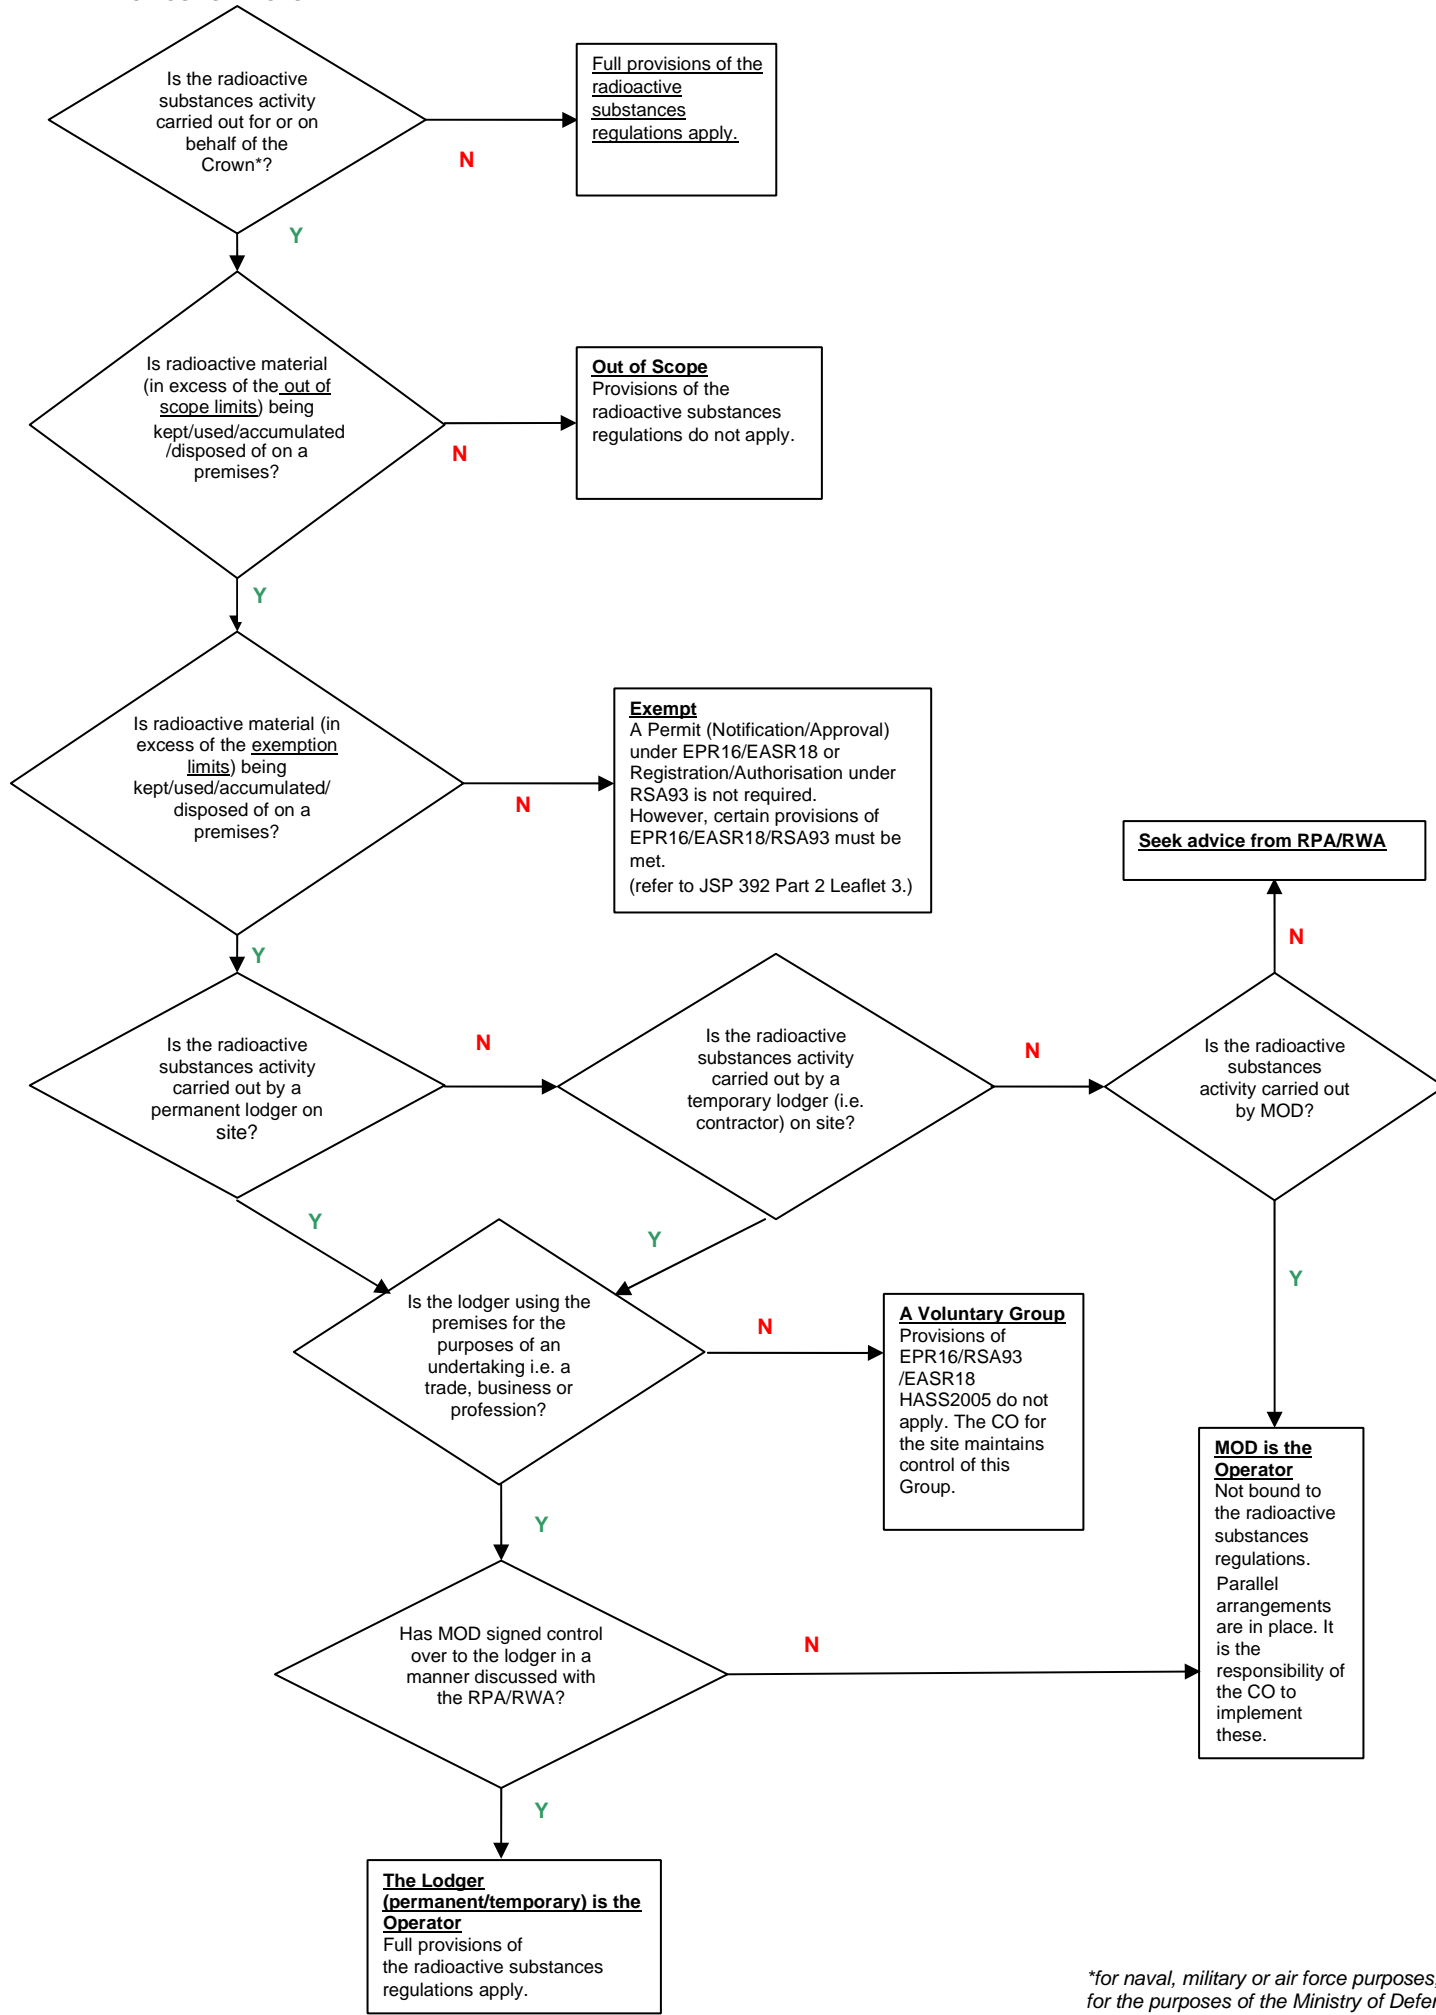 Is the radioactive
substances activity
carried out for or on
behalf of the
Crown*?
Full provisions of the
radioactive
substances
regulations apply.
N
Y
Is radioactive material
(in excess of the out of
scope limits) being
kept/used/accumulated
/disposed of on a
premises?
Out of Scope
Provisions of the
radioactive substances
regulations do not apply.
N
Y
Is radioactive material (in
excess of the exemption
limits) being
kept/used/accumulated/
disposed of on a
premises?
Exempt
A Permit (Notification/Approval)
under EPR16/EASR18 or
Registration/Authorisation under
RSA93 is not required.
However, certain provisions of
EPR16/EASR18/RSA93 must be
met.
(refer to JSP 392 Part 2 Leaflet 3.)
N
Y
Seek advice from RPA/RWA
N
Is the radioactive
substances activity
carried out by a
permanent lodger on
site?
N
Is the radioactive
substances activity
carried out by a
temporary lodger (i.e.
contractor) on site?
N
Is the radioactive
substances
activity carried out
by MOD?
Y
Y
Y
Is the lodger using the
premises for the
purposes of an
undertaking i.e. a
trade, business or
profession?
N
A Voluntary Group
Provisions of
EPR16/RSA93
/EASR18
HASS2005 do not
apply. The CO for
the site maintains
control of this
Group.
MOD is the
Operator
Not bound to
the radioactive
substances
regulations.
Parallel
arrangements
are in place. It
is the
responsibility of
the CO to
implement
these.
Y
Has MOD signed control
over to the lodger in a
manner discussed with
the RPA/RWA?
N
Y
The Lodger
(permanent/temporary) is the
Operator
Full provisions of
the radioactive substances
regulations apply.
*for naval, military or air force purposes,
for the purposes of the Ministry of Defen